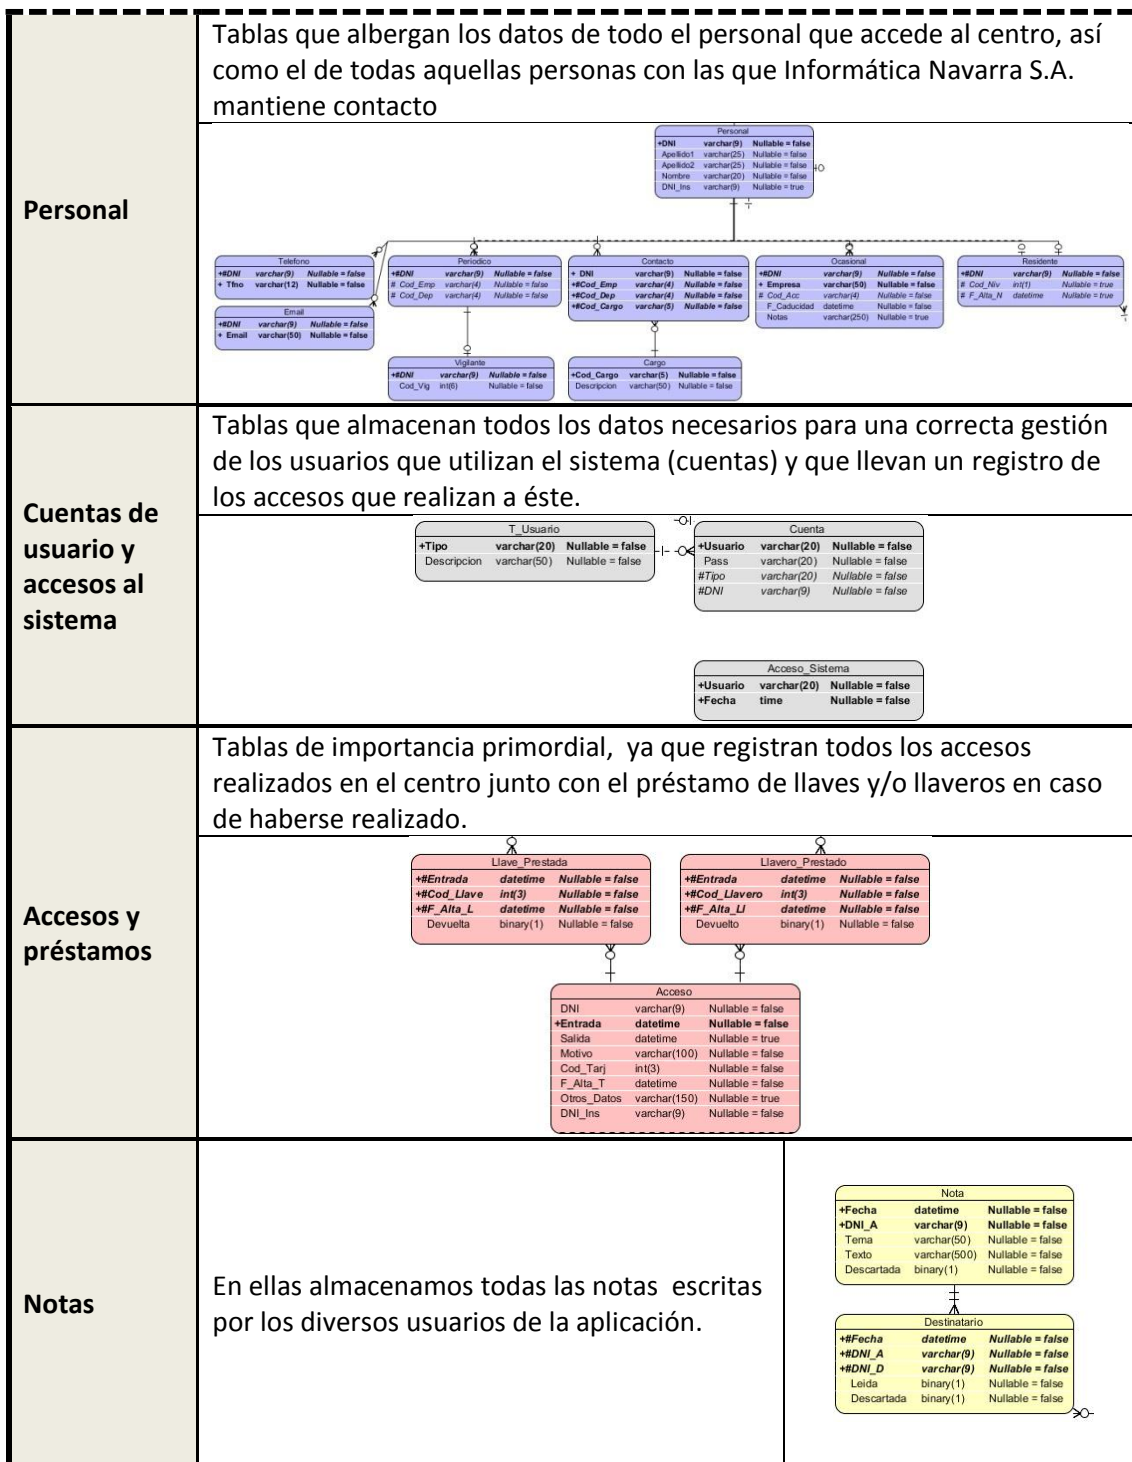 Personal
Tablas que albergan los datos de todo el personal que accede al centro, así
como el de todas aquellas personas con las que Informática Navarra S.A.
mantiene contacto
Personal
+DNI varchar(9) Nullable = false
Apellido1 varchar(25) Nullable = false
Apellido2 varchar(25) Nullable = false
Nombre varchar(20) Nullable = false
DNI_Ins varchar(9) Nullable = true
Telefono
+#DNI varchar(9) Nullable = false
+ Tfno varchar(12) Nullable = false
Email
+#DNI varchar(9) Nullable = false
+ Email varchar(50) Nullable = false
Periodico
+#DNI varchar(9) Nullable = false
# Cod_Emp varchar(4) Nullable = false
# Cod_Dep varchar(4) Nullable = false
Contacto
+ DNI varchar(9) Nullable = false
+#Cod_Emp varchar(4) Nullable = false
+#Cod_Dep varchar(4) Nullable = false
+#Cod_Cargo varchar(5) Nullable = false
Ocasional
+#DNI varchar(9) Nullable = false
+ Empresa varchar(50) Nullable = false
# Cod_Acc varchar(4) Nullable = false
F_Caducidad datetime Nullable = false
Notas varchar(250) Nullable = true
Residente
+#DNI varchar(9) Nullable = false
# Cod_Niv int(1) Nullable = true
# F_Alta_N datetime Nullable = true
Vigilante
+#DNI varchar(9) Nullable = false
Cod_Vig int(6) Nullable = false
Cargo
+Cod_Cargo varchar(5) Nullable = false
Descripcion varchar(50) Nullable = false
Cuentas de
usuario y
accesos al
sistema
Tablas que almacenan todos los datos necesarios para una correcta gestión
de los usuarios que utilizan el sistema (cuentas) y que llevan un registro de
los accesos que realizan a éste.
T_Usuario
+Tipo varchar(20) Nullable = false
Descripcion varchar(50) Nullable = false
Cuenta
+Usuario varchar(20) Nullable = false
Pass varchar(20) Nullable = false
#Tipo varchar(20) Nullable = false
#DNI varchar(9) Nullable = false
Acceso_Sistema
+Usuario varchar(20) Nullable = false
+Fecha time Nullable = false
Accesos y
préstamos
Tablas de importancia primordial, ya que registran todos los accesos
realizados en el centro junto con el préstamo de llaves y/o llaveros en caso
de haberse realizado.
Llave_Prestada
+#Entrada datetime Nullable = false
+#Cod_Llave int(3) Nullable = false
+#F_Alta_L datetime Nullable = false
Devuelta binary(1) Nullable = false
Llavero_Prestado
+#Entrada datetime Nullable = false
+#Cod_Llavero int(3) Nullable = false
+#F_Alta_Ll datetime Nullable = false
Devuelto binary(1) Nullable = false
Acceso
DNI varchar(9) Nullable = false
+Entrada datetime Nullable = false
Salida datetime Nullable = true
Motivo varchar(100) Nullable = false
Cod_Tarj int(3) Nullable = false
F_Alta_T datetime Nullable = false
Otros_Datos varchar(150) Nullable = true
DNI_Ins varchar(9) Nullable = false
Notas
En ellas almacenamos todas las notas escritas
por los diversos usuarios de la aplicación.
Nota
+Fecha datetime Nullable = false
+DNI_A varchar(9) Nullable = false
Tema varchar(50) Nullable = false
Texto varchar(500) Nullable = false
Descartada binary(1) Nullable = false
Destinatario
+#Fecha datetime Nullable = false
+#DNI_A varchar(9) Nullable = false
+#DNI_D varchar(9) Nullable = false
Leida binary(1) Nullable = false
Descartada binary(1) Nullable = false